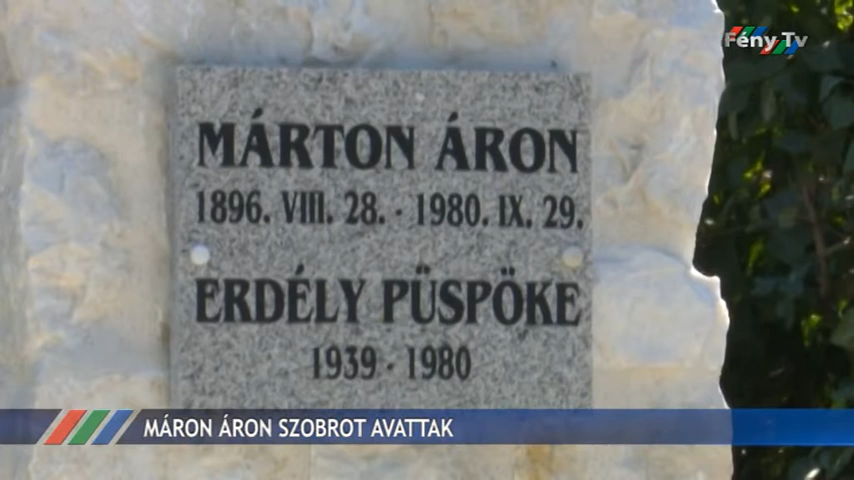 Fény Tv
MÁRTON ÁRON
1896. VIII. 28. - 1980. IX. 29.
ERDÉLY PÜSPÖKE
1939 - 1980
MÁRON ÁRON SZOBROT AVATTAK